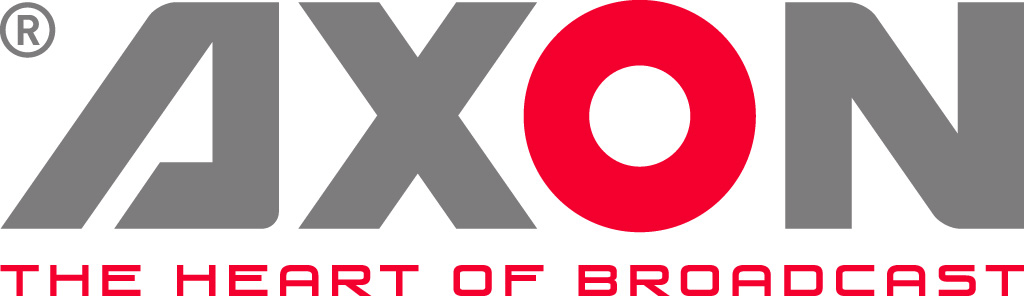 ® AXON
THE HEART OF BROADCAST